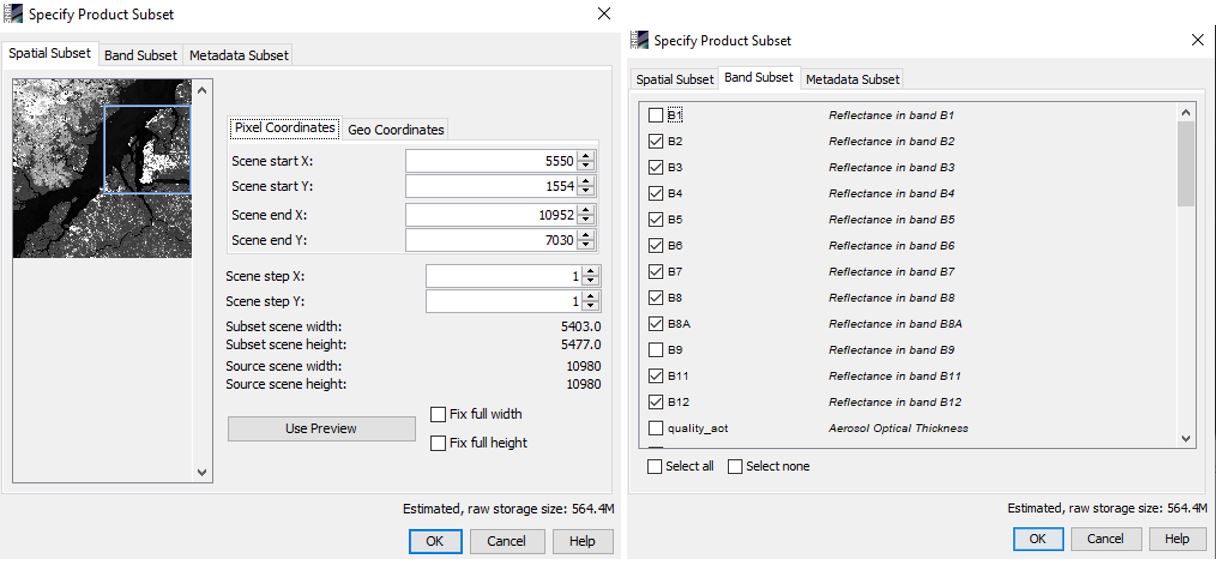 Specify Product Subset
Spatial Subset Band Subset Metadata Subset
Pixel Coordinates Geo Coordinates
Scene start X: 5550
Scene start Y: 1554
Scene end X: 10952
Scene end Y: 7030
Scene step X: 1
Scene step Y: 1
Subset scene width: 5403.0
Subset scene height: 5477.0
Source scene width: 10980
Source scene height: 10980
Use Preview
Fix full width
Fix full height
Estimated, raw storage size: 564.4M
OK Cancel Help
Specify Product Subset
Spatial Subset Band Subset Metadata Subset
B1 Reflectance in band B1
B2 Reflectance in band B2
B3 Reflectance in band B3
B4 Reflectance in band B4
B5 Reflectance in band B5
B6 Reflectance in band B6
B7 Reflectance in band B7
B8 Reflectance in band B8
B8A Reflectance in band B8A
B9 Reflectance in band B9
B11 Reflectance in band B11
B12 Reflectance in band B12
quality_aot Aerosol Optical Thickness
Select all Select none
Estimated, raw storage size: 564.4M
OK Cancel Help